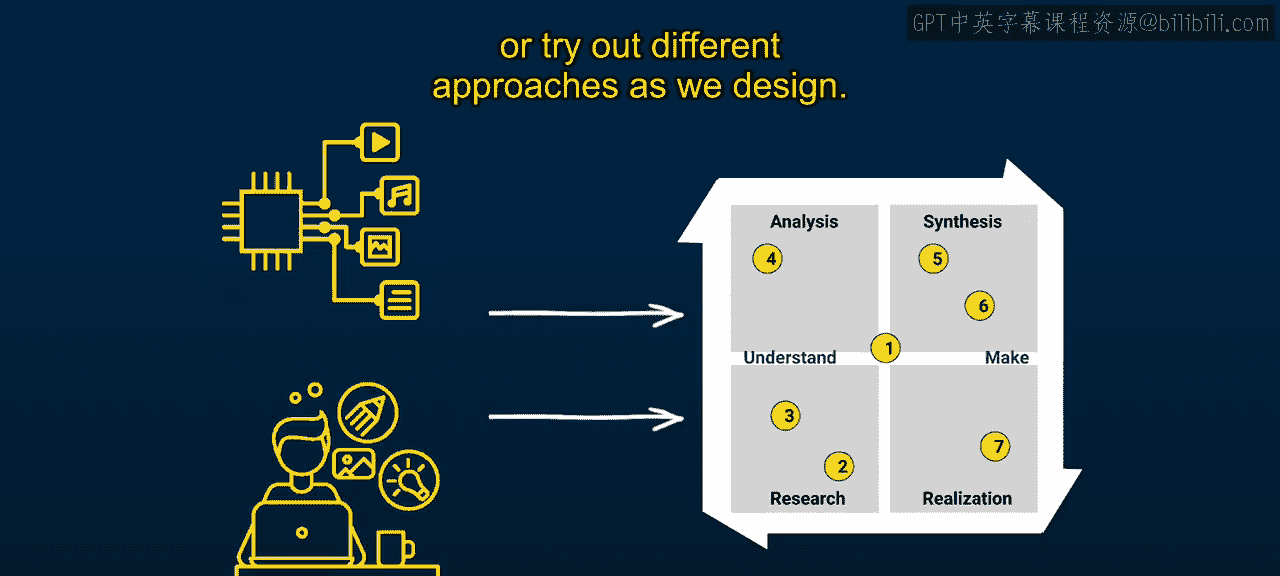 GPT中英字幕课程资源@bilibili.com
or try out different
approaches as we design.
Analysis
Synthesis
4
5
6
1
Understand
Make
3
2
7
Research
Realization